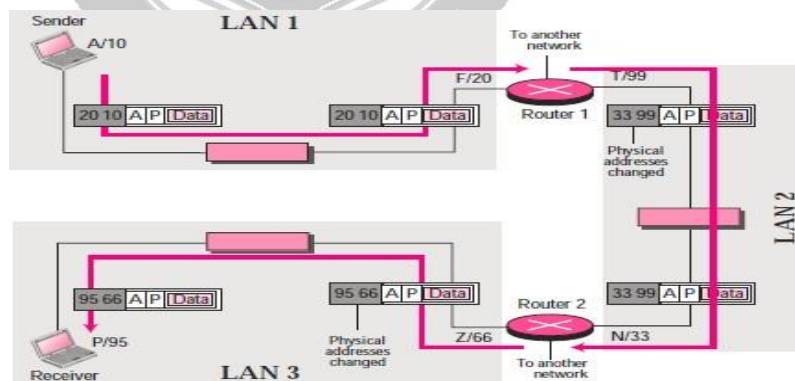 Sender
LAN 1
A/10
To another
network
F/20
T/99
20 10 A P Data
20 10 A P Data
Router 1
33 99 A P Data
Physical
addresses
changed
LAN 2
95 66 A P Data
95 66 A P Data
Router 2
33 99 A P Data
P/95
Physical
addresses
changed
Z/66
N/33
Receiver
LAN 3
To another
network